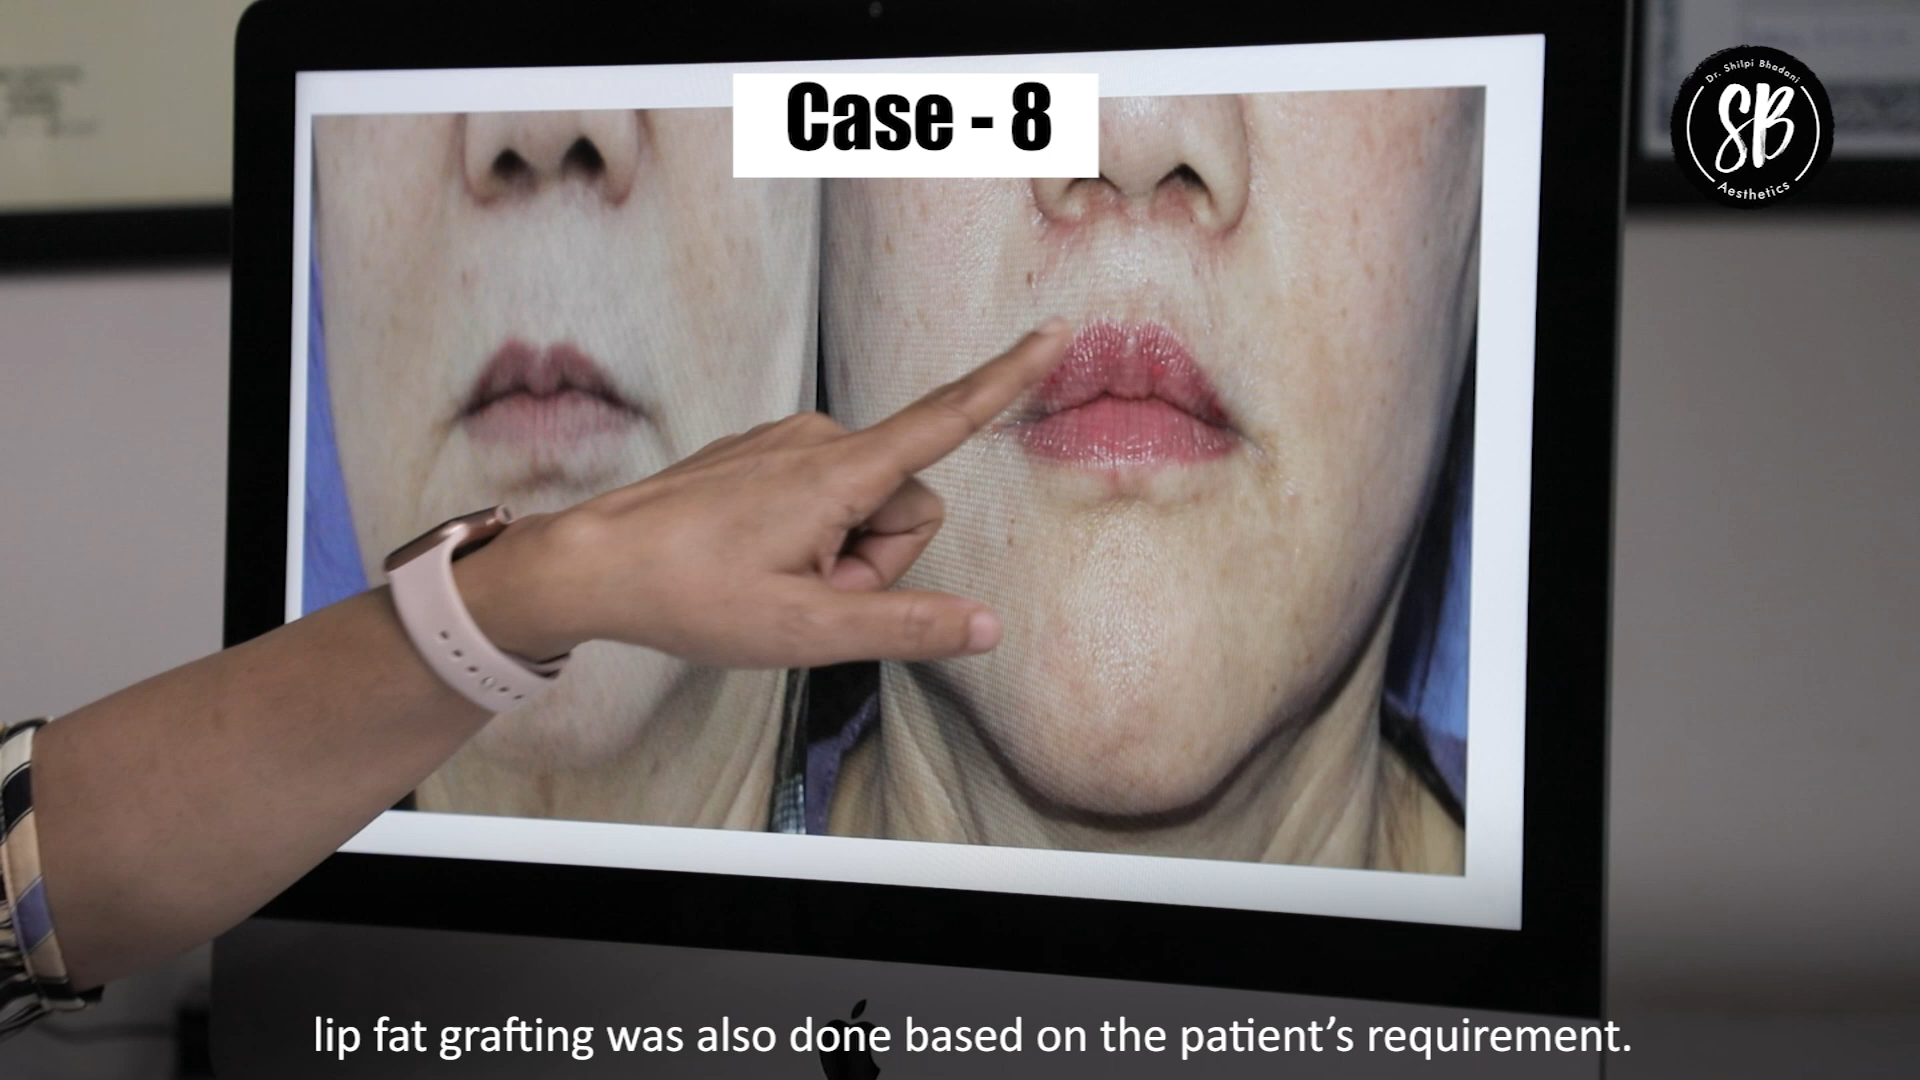 Case - 8
Dr. Shilpi Bhadani
SB
Aesthetics
lip fat grafting was also done based on the patient's requirement.